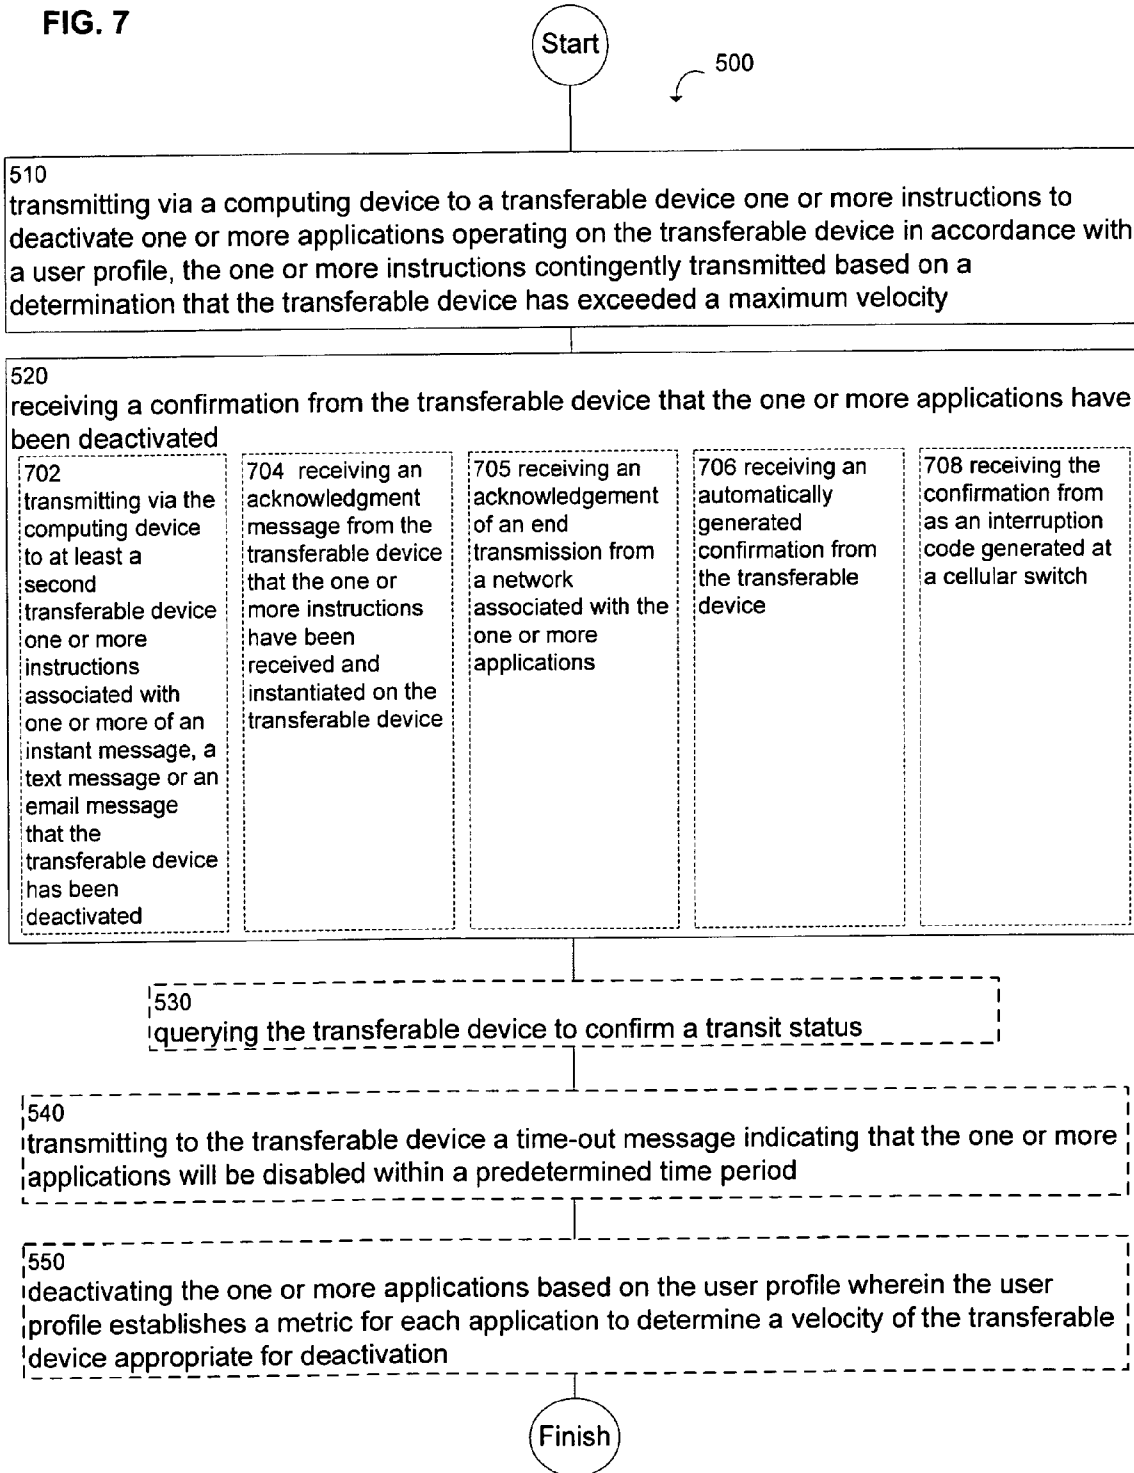 FIG. 7
Start
500
510
transmitting via a computing device to a transferable device one or more instructions to
deactivate one or more applications operating on the transferable device in accordance with
a user profile, the one or more instructions contingently transmitted based on a
determination that the transferable device has exceeded a maximum velocity
520
receiving a confirmation from the transferable device that the one or more applications have
been deactivated
702
transmitting via the
computing device
to at least a
second
transferable device
one or more
instructions
associated with
one or more of an
instant message, a
text message or an
email message
that the
transferable device
has been
deactivated
704 receiving an
acknowledgment
message from the
transferable device
that the one or
more instructions
have been
received and
instantiated on the
transferable device
705 receiving an
acknowledgement
of an end
transmission from
a network
associated with the
one or more
applications
706 receiving an
automatically
generated
confirmation from
the transferable
device
708 receiving the
confirmation from
as an interruption
code generated at
a cellular switch
530
querying the transferable device to confirm a transit status
540
transmitting to the transferable device a time-out message indicating that the one or more
applications will be disabled within a predetermined time period
550
deactivating the one or more applications based on the user profile wherein the user
profile establishes a metric for each application to determine a velocity of the transferable
device appropriate for deactivation
Finish